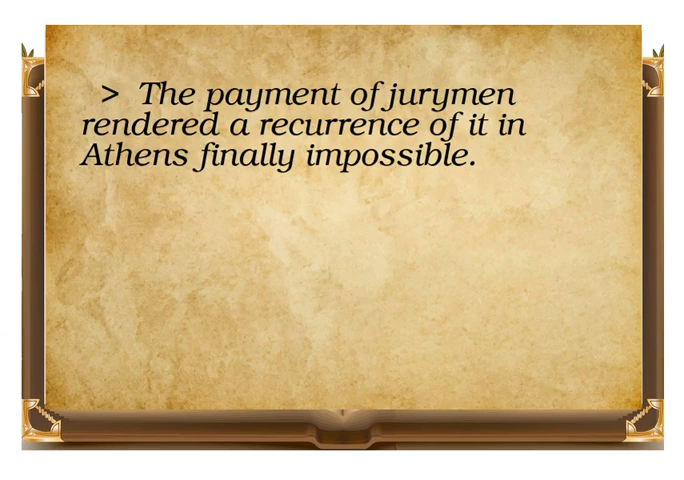 > The payment of jurymen
rendered a recurrence of it in
Athens finally impossible.